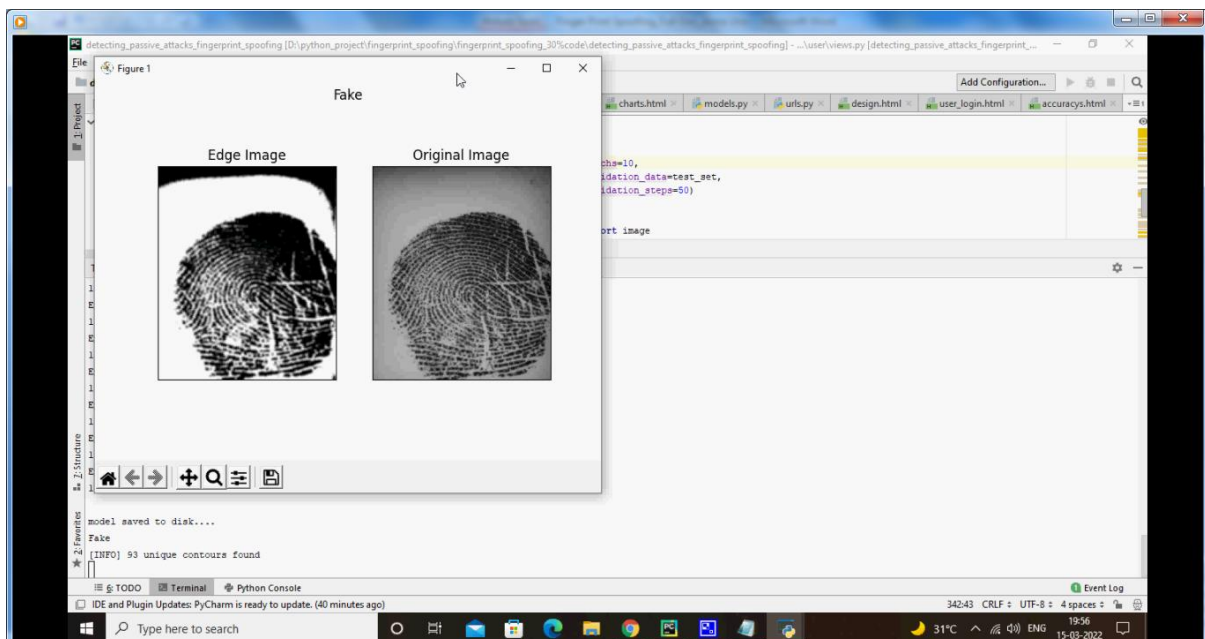 detecting_passive_attacks_fingerprint_spoofing [D:\python_project\fingerprint_spoofing\fingerprint_spoofing_30%code\detecting_passive_attacks_fingerprint_spoofing] - ...\user\views.py [detecting_passive_attacks_fingerprint_...
File
Figure 1
Add Configuration...
Fake
charts.html
models.py
urls.py
design.html
user_login.html
accuracys.html
1: Project
Edge Image
Original Image
chs=10,
idation_data=test_set,
idation_steps=50)
ort image
Z: Structure
model saved to disk....
2: Favorites
Fake
[INFO] 93 unique contours found
6: TODO
Terminal
Python Console
1 Event Log
IDE and Plugin Updates: PyCharm is ready to update. (40 minutes ago)
342:43 CRLF UTF-8 4 spaces
Type here to search
31°C
ENG
19:56
15-03-2022